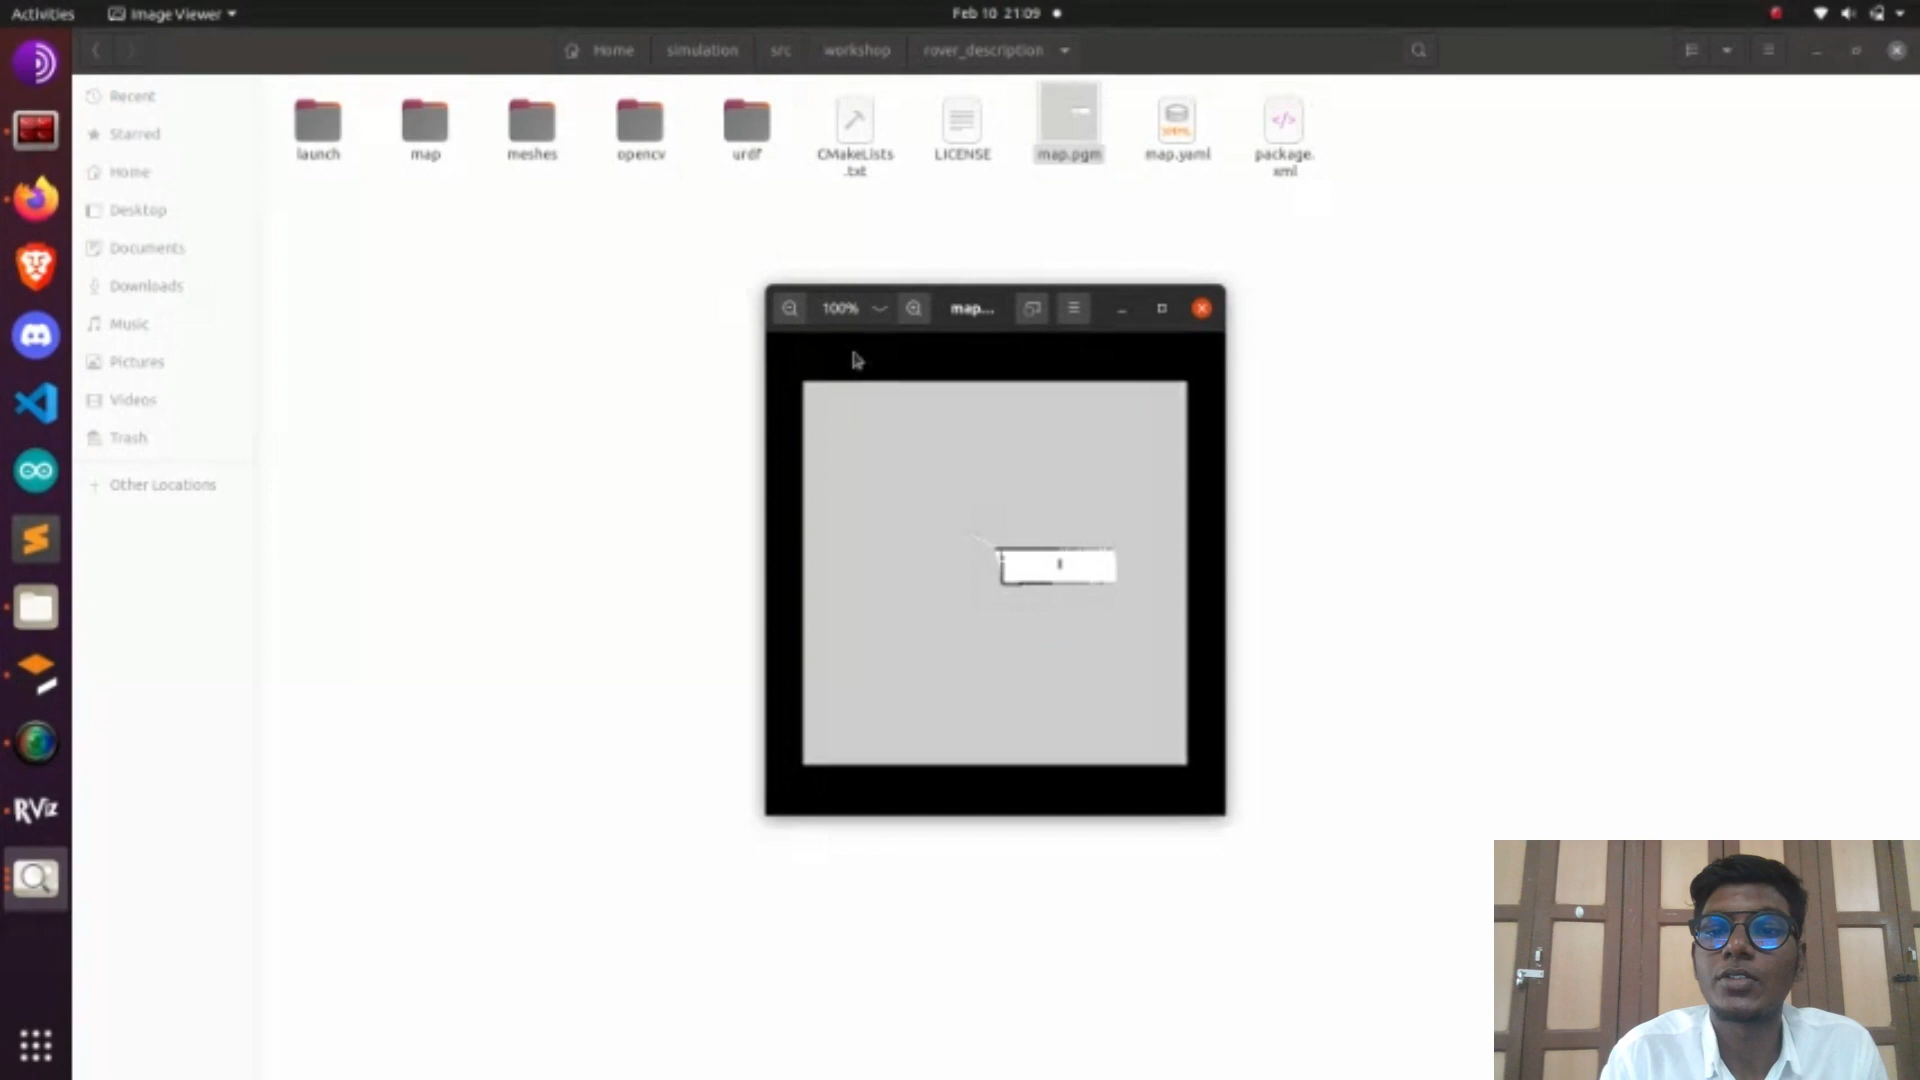 Activities
Image Viewer
Feb 10 21:09
Home simulation src workshop rover_description
Recent
Starred
Home
Desktop
Documents
Downloads
Music
Pictures
Videos
Trash
Other Locations
launch
map
meshes
opencv
urdf
CMakeLists
.txt
LICENSE
map.pgm
map.yaml
package.
xml
100%
map...
RViz